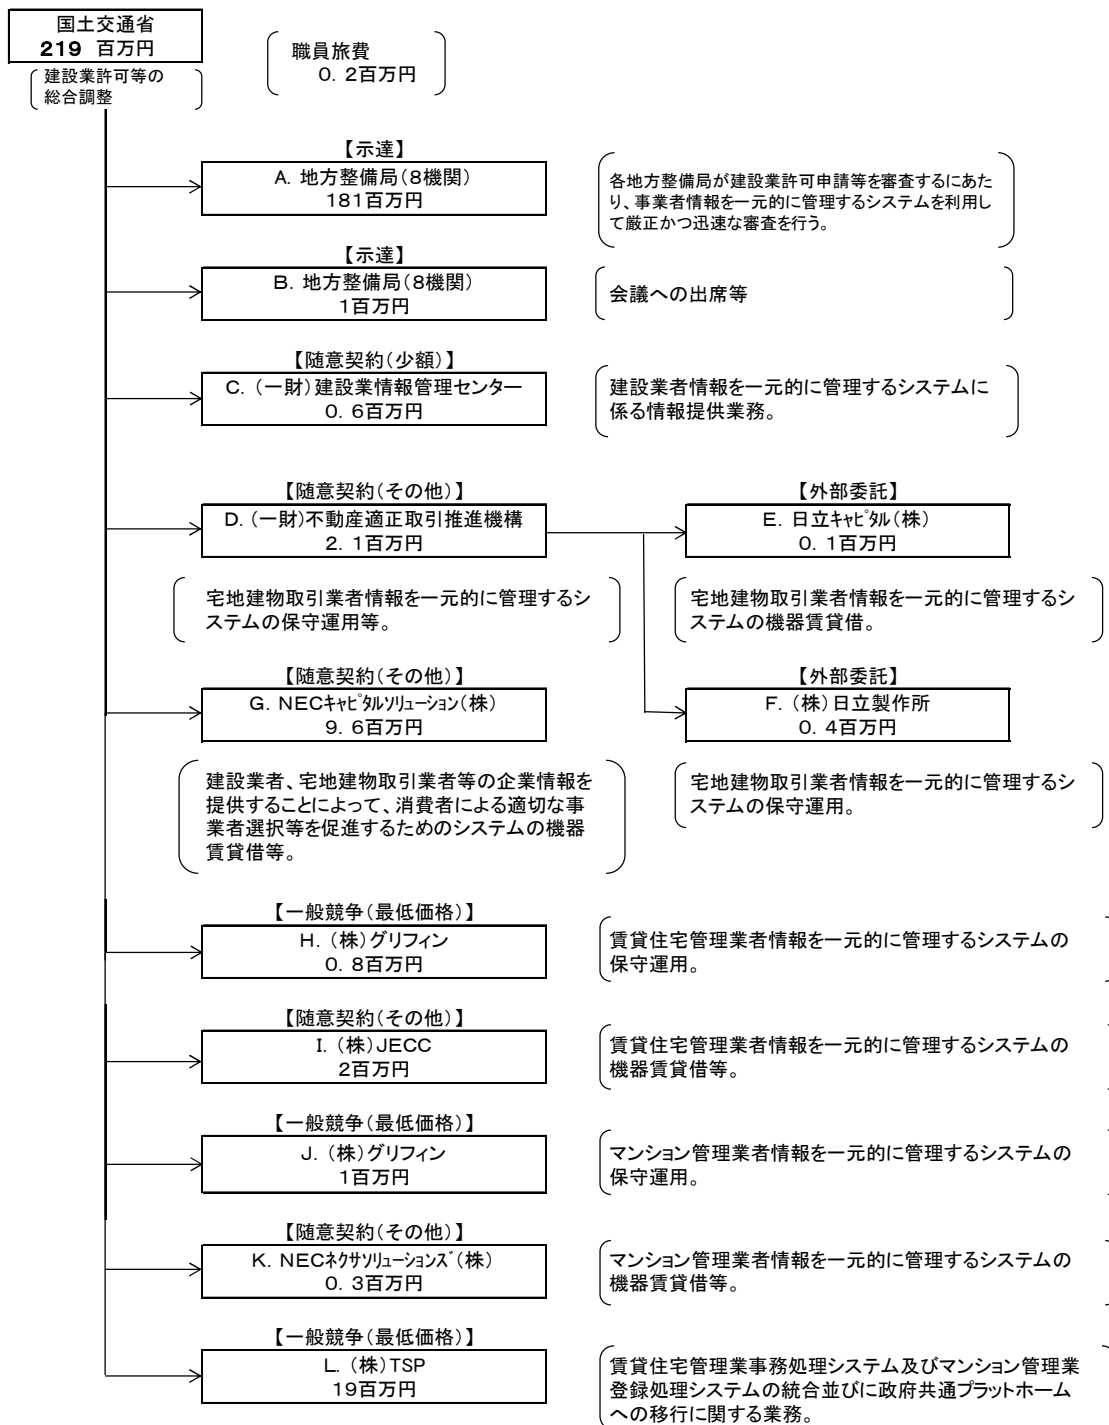 国土交通省
219 百万円
建設業許可等の
総合調整
職員旅費
0．2百万円
【示達】
A．地方整備局（8機関）
181百万円
各地方整備局が建設業許可申請等を審査するにあた
り、事業者情報を一元的に管理するシステムを利用し
て厳正かつ迅速な審査を行う。
【示達】
B．地方整備局（8機関）
1百万円
会議への出席等
【随意契約（少額）】
C．（一財）建設業情報管理センター
0．6百万円
建設業者情報を一元的に管理するシステムに
係る情報提供業務。
【随意契約（その他）】
D．（一財）不動産適正取引推進機構
2．1百万円
【外部委託】
E．日立ｷｬﾋﾟﾀﾙ（株）
0．1百万円
宅地建物取引業者情報を一元的に管理するシ
ステムの保守運用等。
宅地建物取引業者情報を一元的に管理するシ
ステムの機器賃貸借。
【随意契約（その他）】
G．NECｷｬﾋﾟﾀﾙｿﾘｭｰｼｮﾝ（株）
9．6百万円
【外部委託】
F．（株）日立製作所
0．4百万円
建設業者、宅地建物取引業者等の企業情報を
提供することによって、消費者による適切な事
業者選択等を促進するためのシステムの機器
賃貸借等。
宅地建物取引業者情報を一元的に管理するシ
ステムの保守運用。
【一般競争（最低価格）】
H．（株）グリフィン
0．8百万円
賃貸住宅管理業者情報を一元的に管理するシステムの
保守運用。
【随意契約（その他）】
I．（株）JECC
2百万円
賃貸住宅管理業者情報を一元的に管理するシステムの
機器賃貸借等。
【一般競争（最低価格）】
J．（株）グリフィン
1百万円
マンション管理業者情報を一元的に管理するシステムの
保守運用。
【随意契約（その他）】
K．NECﾈｸｻｿﾘｭｰｼｮﾝｽﾞ（株）
0．3百万円
マンション管理業者情報を一元的に管理するシステムの
機器賃貸借等。
【一般競争（最低価格）】
L．（株）TSP
19百万円
賃貸住宅管理業事務処理システム及びマンション管理業
登録処理システムの統合並びに政府共通プラットホーム
への移行に関する業務。